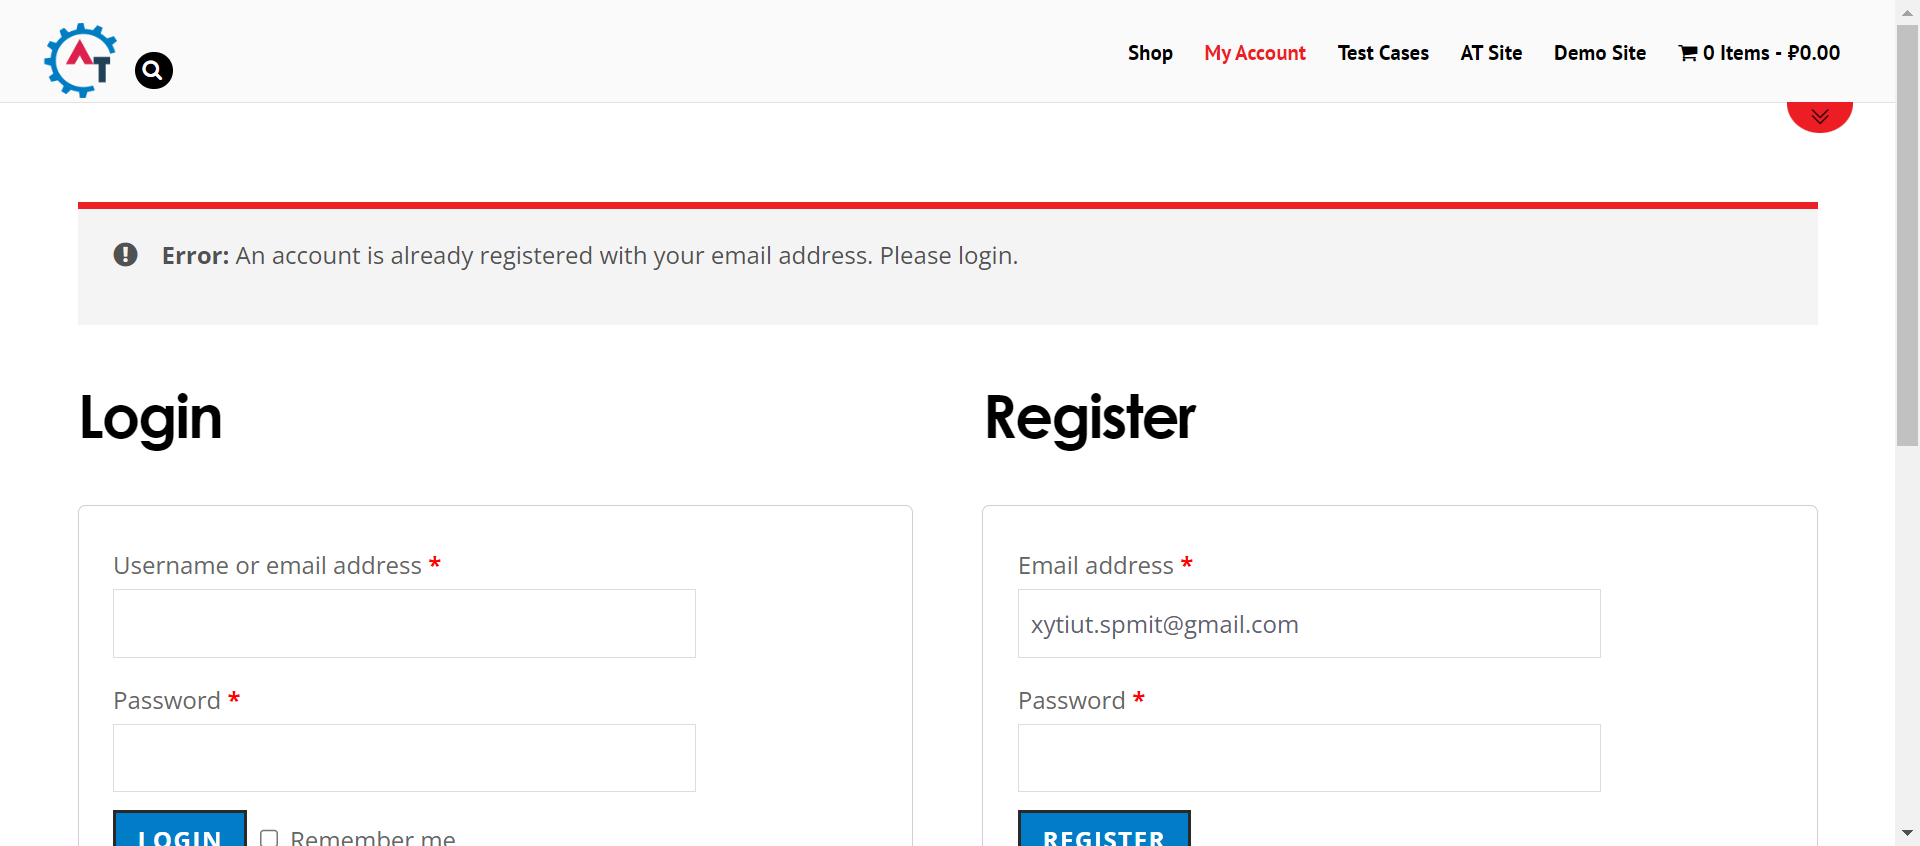 AT
Shop My Account Test Cases AT Site Demo Site 0 Items - ₽0.00
Error: An account is already registered with your email address. Please login.
Login
Register
Username or email address *
Email address *
xytiut.spmit@gmail.com
Password *
Password *
LOGIN Remember me
REGISTER